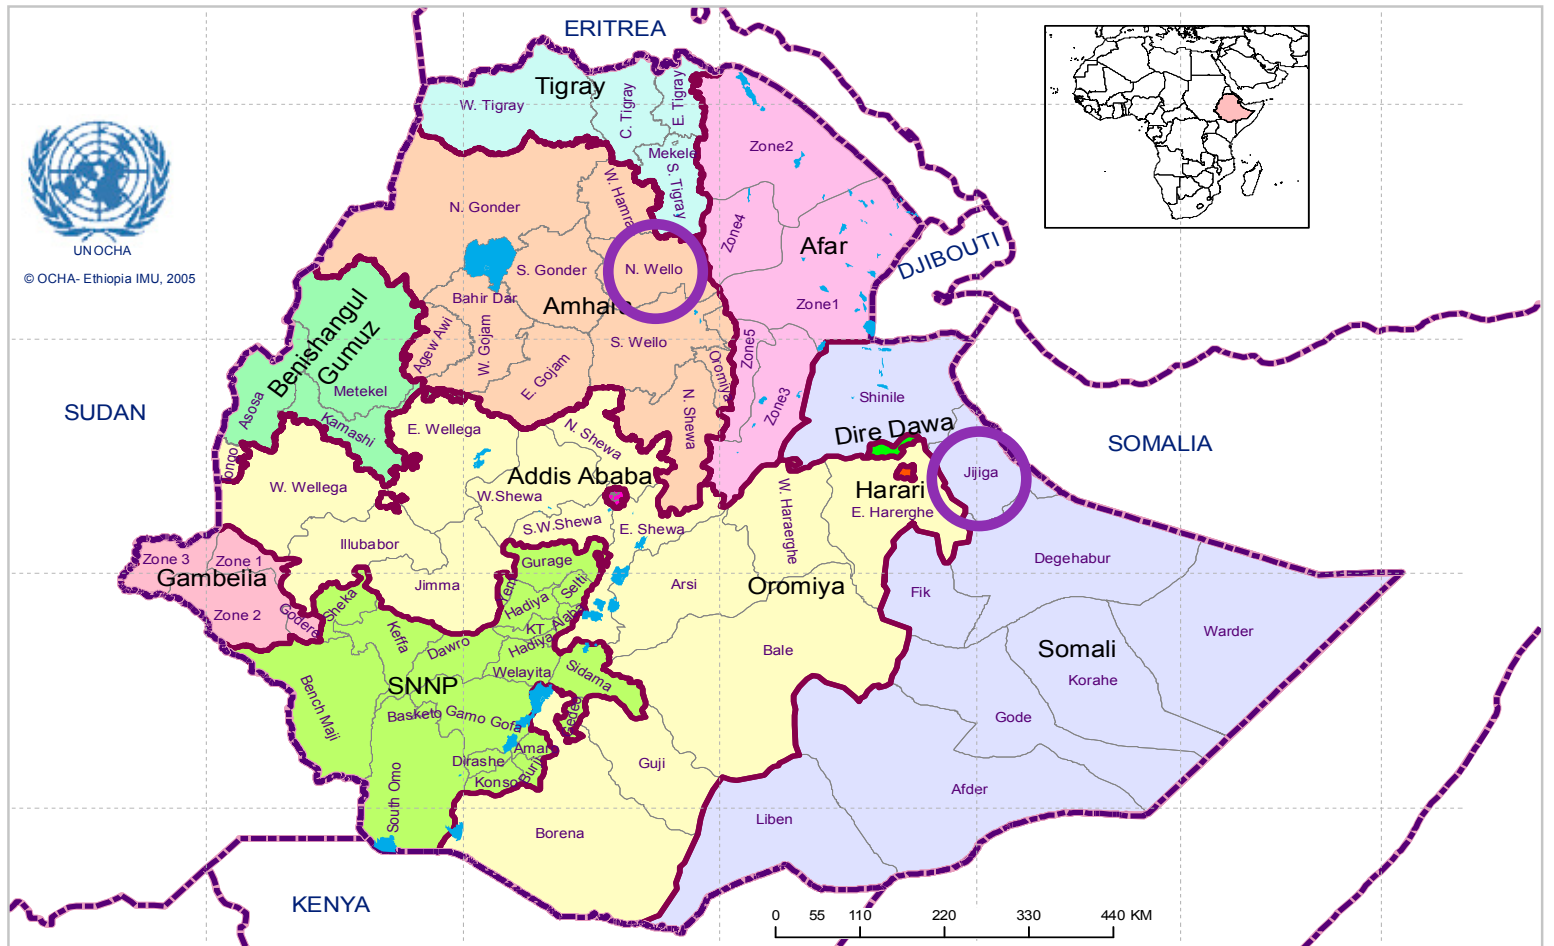 ERITREA
Tigray
W. Tigray
C. Tigray
E. Tigray
Mekele
S. Tigray
Zone2
N. Gonder
W. Hamra
Zone4
Afar
DJIBOUTI
UNOCHA
© OCHA- Ethiopia IMU, 2005
S. Gonder
N. Wello
Bahir Dar
Amhara
Zone1
Benishangul
Gumuz
Agew Awi
W. Gojam
E. Gojam
S. Wello
Oromiya
Zone5
Zone3
Shinile
SUDAN
Asosa
Metekel
Kamashi
E. Wellega
N. Shewa
N. Shewa
Dire Dawa
SOMALIA
W. Wellega
Addis Ababa
W.Shewa
Harari
Jijiga
W. Haraerghe
E. Harerghe
S.W.Shewa
E. Shewa
Illubabor
Zone 3
Zone 1
Gambella
Zone 2
Godere
Sheka
Jimma
Gurage
Selti
Hadiya
Alaba
KT
Hadiya
Arsi
Oromiya
Fik
Degehabur
Warder
Keffa
Dawro
Welayita
Sidama
Bale
Somali
Korahe
SNNP
Bench Maji
Basketo
Gamo Gofa
Gode
Amar
Dirashe
Burji
Konso
Guji
South Omo
Afder
Liben
Borena
KENYA
0 55 110 220 330 440 KM